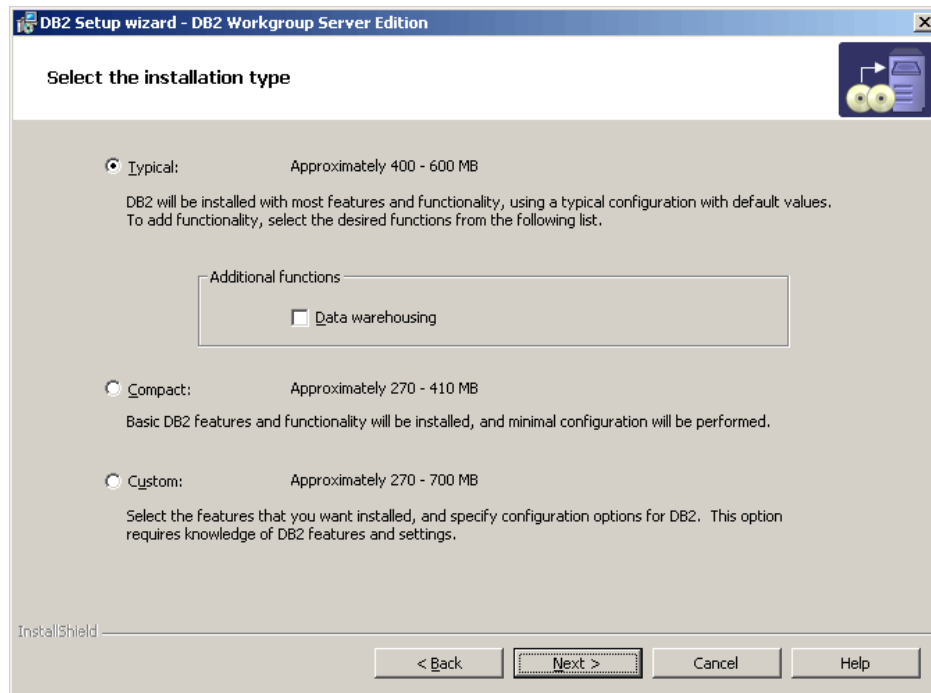 DB2 Setup wizard - DB2 Workgroup Server Edition
Select the installation type
Typical: Approximately 400 - 600 MB
DB2 will be installed with most features and functionality, using a typical configuration with default values.
To add functionality, select the desired functions from the following list.
Additional functions
Data warehousing
Compact: Approximately 270 - 410 MB
Basic DB2 features and functionality will be installed, and minimal configuration will be performed.
Custom: Approximately 270 - 700 MB
Select the features that you want installed, and specify configuration options for DB2. This option
requires knowledge of DB2 features and settings.
InstallShield
< Back Next > Cancel Help